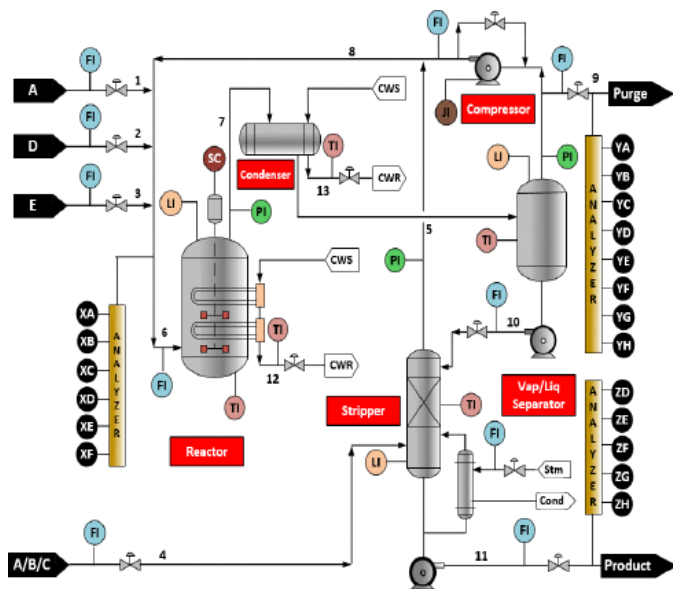 FI
FI
8
9
A
1
Purge
FI
CWS
JI
Compressor
D
2
7
SC
TI
LI
PI
YA
FI
Condenser
CWR
YB
E
3
13
YC
LI
PI
5
TI
YD
ANALYZER
YE
PI
YF
CWS
FI
YG
XA
6
TI
10
YH
XB
ANALYZER
XC
FI
12
CWR
Vap/Liq
Separator
XD
TI
Stripper
TI
ZD
XE
ZE
XF
Reactor
LI
FI
Stm
ANALYZER
ZF
ZG
Cond
ZH
FI
FI
A/B/C
4
11
Product